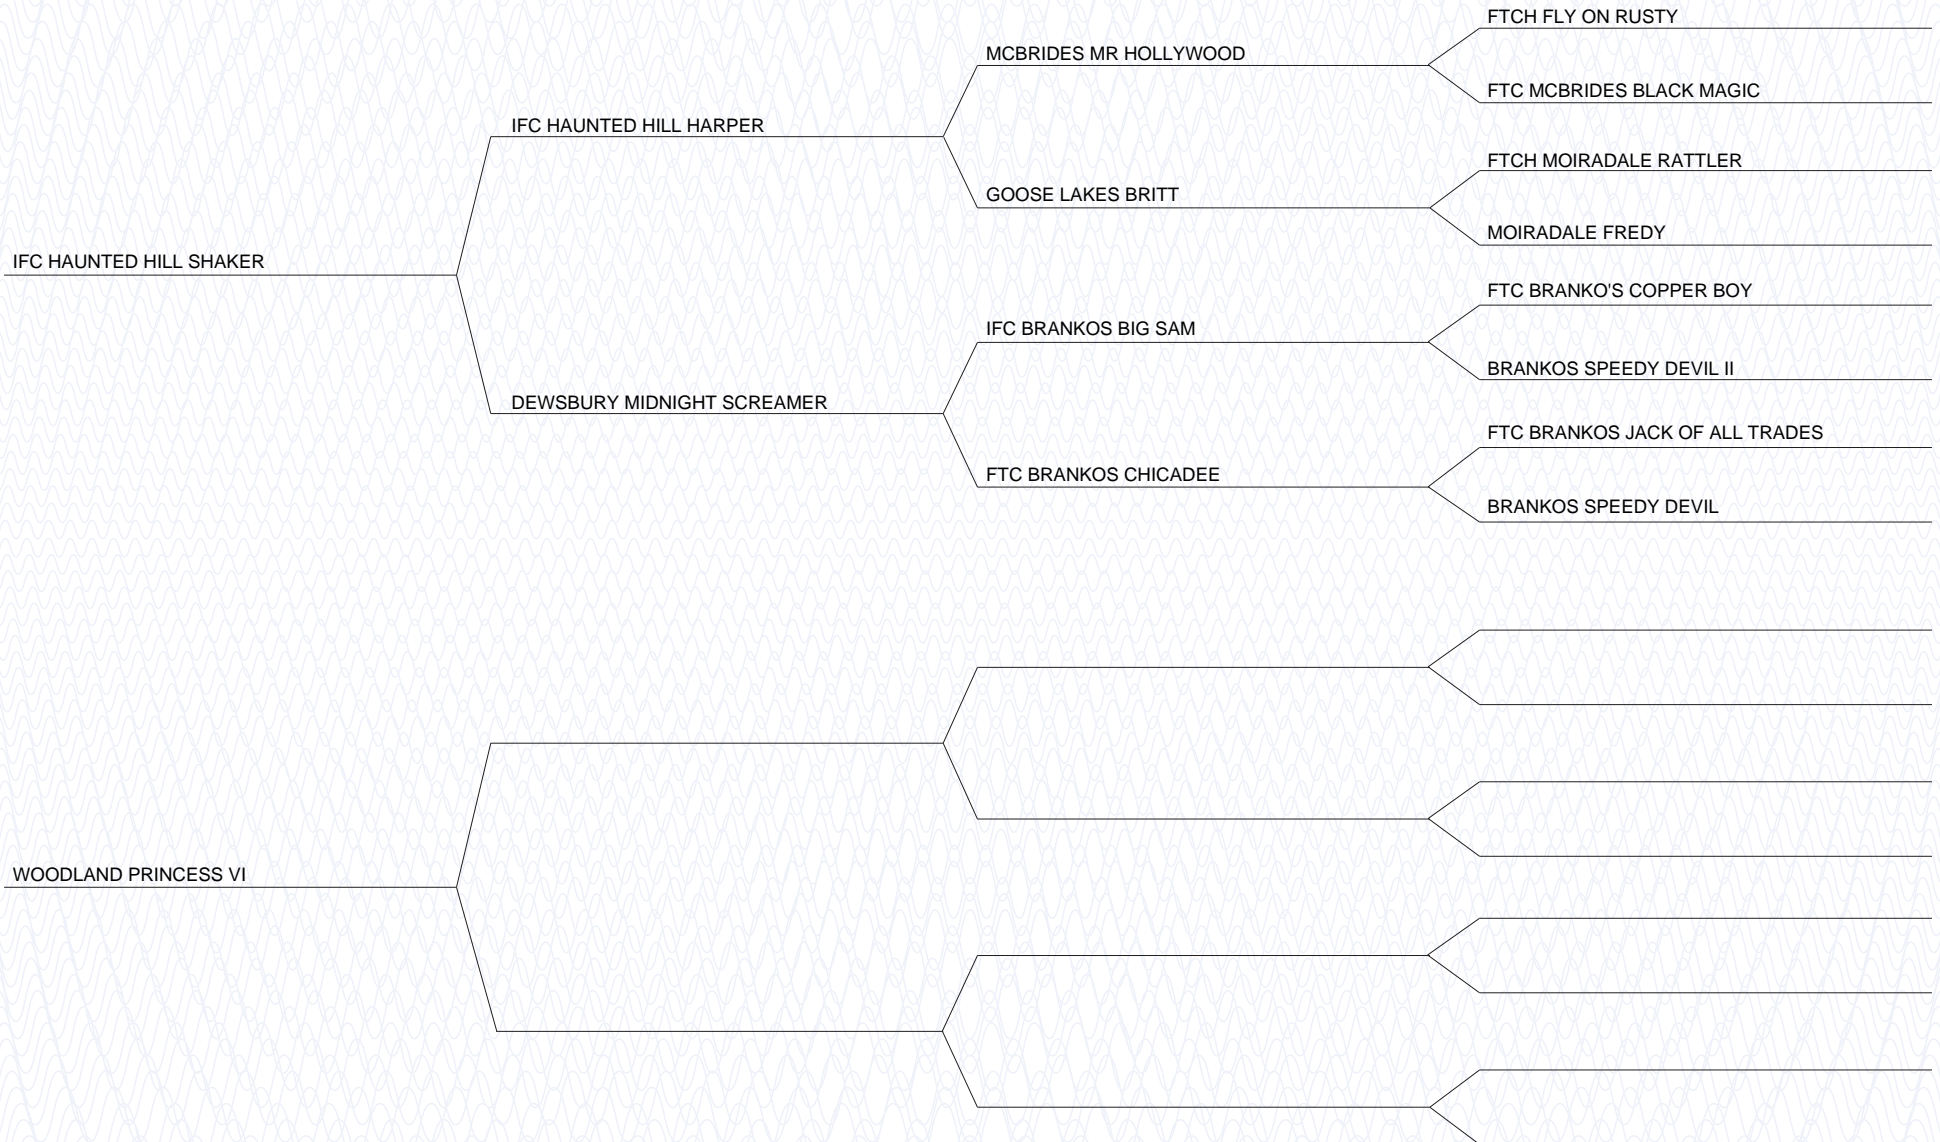 FTCH FLY ON RUSTY
MCBRIDES MR HOLLYWOOD
FTC MCBRIDES BLACK MAGIC
IFC HAUNTED HILL HARPER
FTCH MOIRADALE RATTLER
GOOSE LAKES BRITT
MOIRADALE FREDY
IFC HAUNTED HILL SHAKER
FTC BRANKO'S COPPER BOY
IFC BRANKOS BIG SAM
BRANKOS SPEEDY DEVIL II
DEWSBURY MIDNIGHT SCREAMER
FTC BRANKOS JACK OF ALL TRADES
FTC BRANKOS CHICADEE
BRANKOS SPEEDY DEVIL
WOODLAND PRINCESS VI